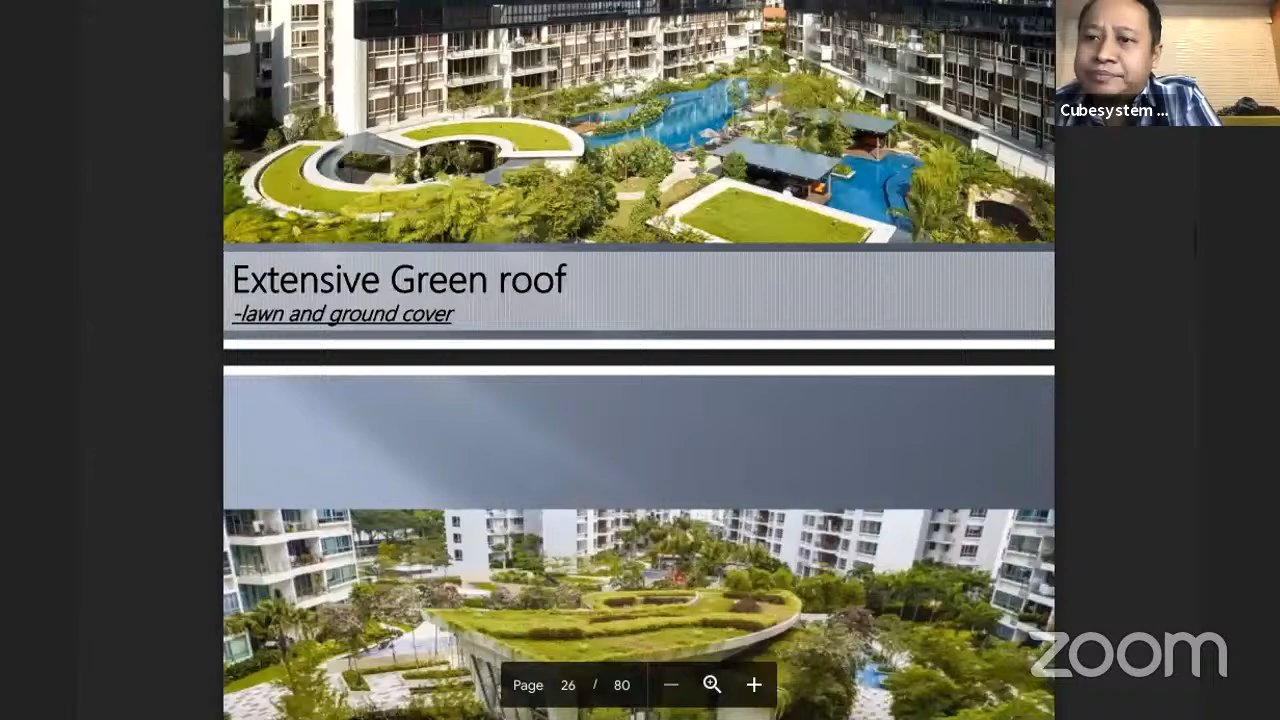 Cubesystem ...
Extensive Green roof
-lawn and ground cover
Page 26 / 80
zoom